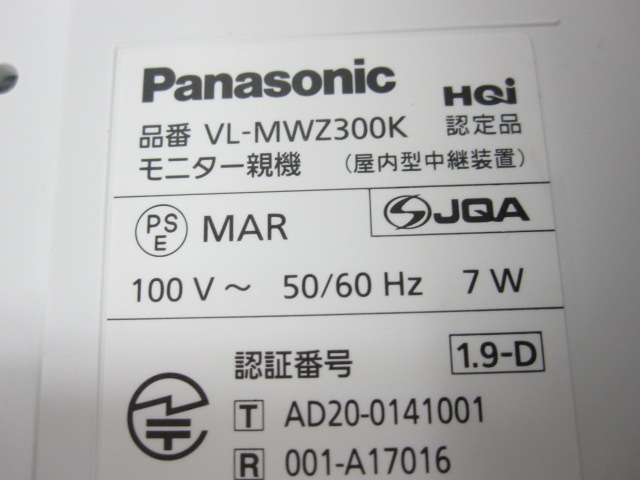 Panasonic HQi
品番 VL-MWZ300K 認定品
モニター親機 (屋内型中継装置)
PS E MAR JQA
100 V ~ 50/60 Hz 7 W
認証番号 1.9-D
T AD20-0141001
R 001-A17016